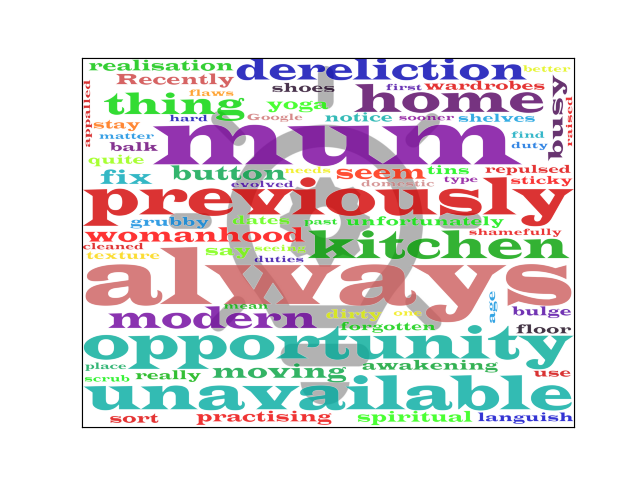 realisation dereliction better
Recently shoes first wardrobes
flaws thing yoga home busy
appalled hard Google notice sooner shelves raised
stay mum
matter find
balk duty
quite button needs seem tins repulsed
fix evolved domestic type sticky
previously
grubby dates past unfortunately
womanhood shamefully
cleaned say seeing kitchen
texture duties
always
mean age
modern dirty one bulge
forgotten floor
opportunity
place moving awakening
scrub really use
unavailable
sort practising spiritual languish